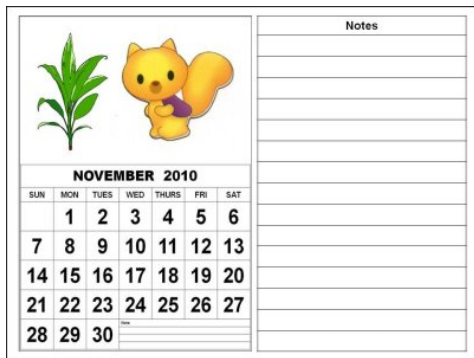 Notes
NOVEMBER 2010
SUN MON TUES WED THURS FRI SAT
1 2 3 4 5 6
7 8 9 10 11 12 13
14 15 16 17 18 19 20
21 22 23 24 25 26 27
28 29 30